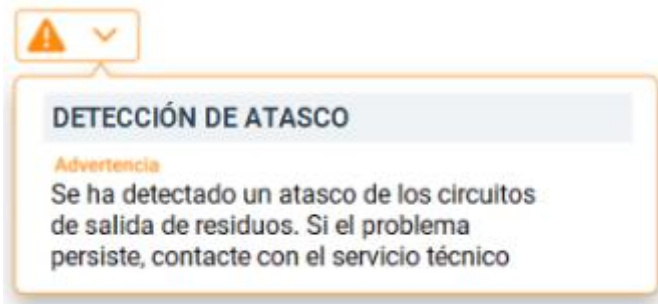 DETECCIÓN DE ATASCO
Advertencia
Se ha detectado un atasco de los circuitos
de salida de residuos. Si el problema
persiste, contacte con el servicio técnico